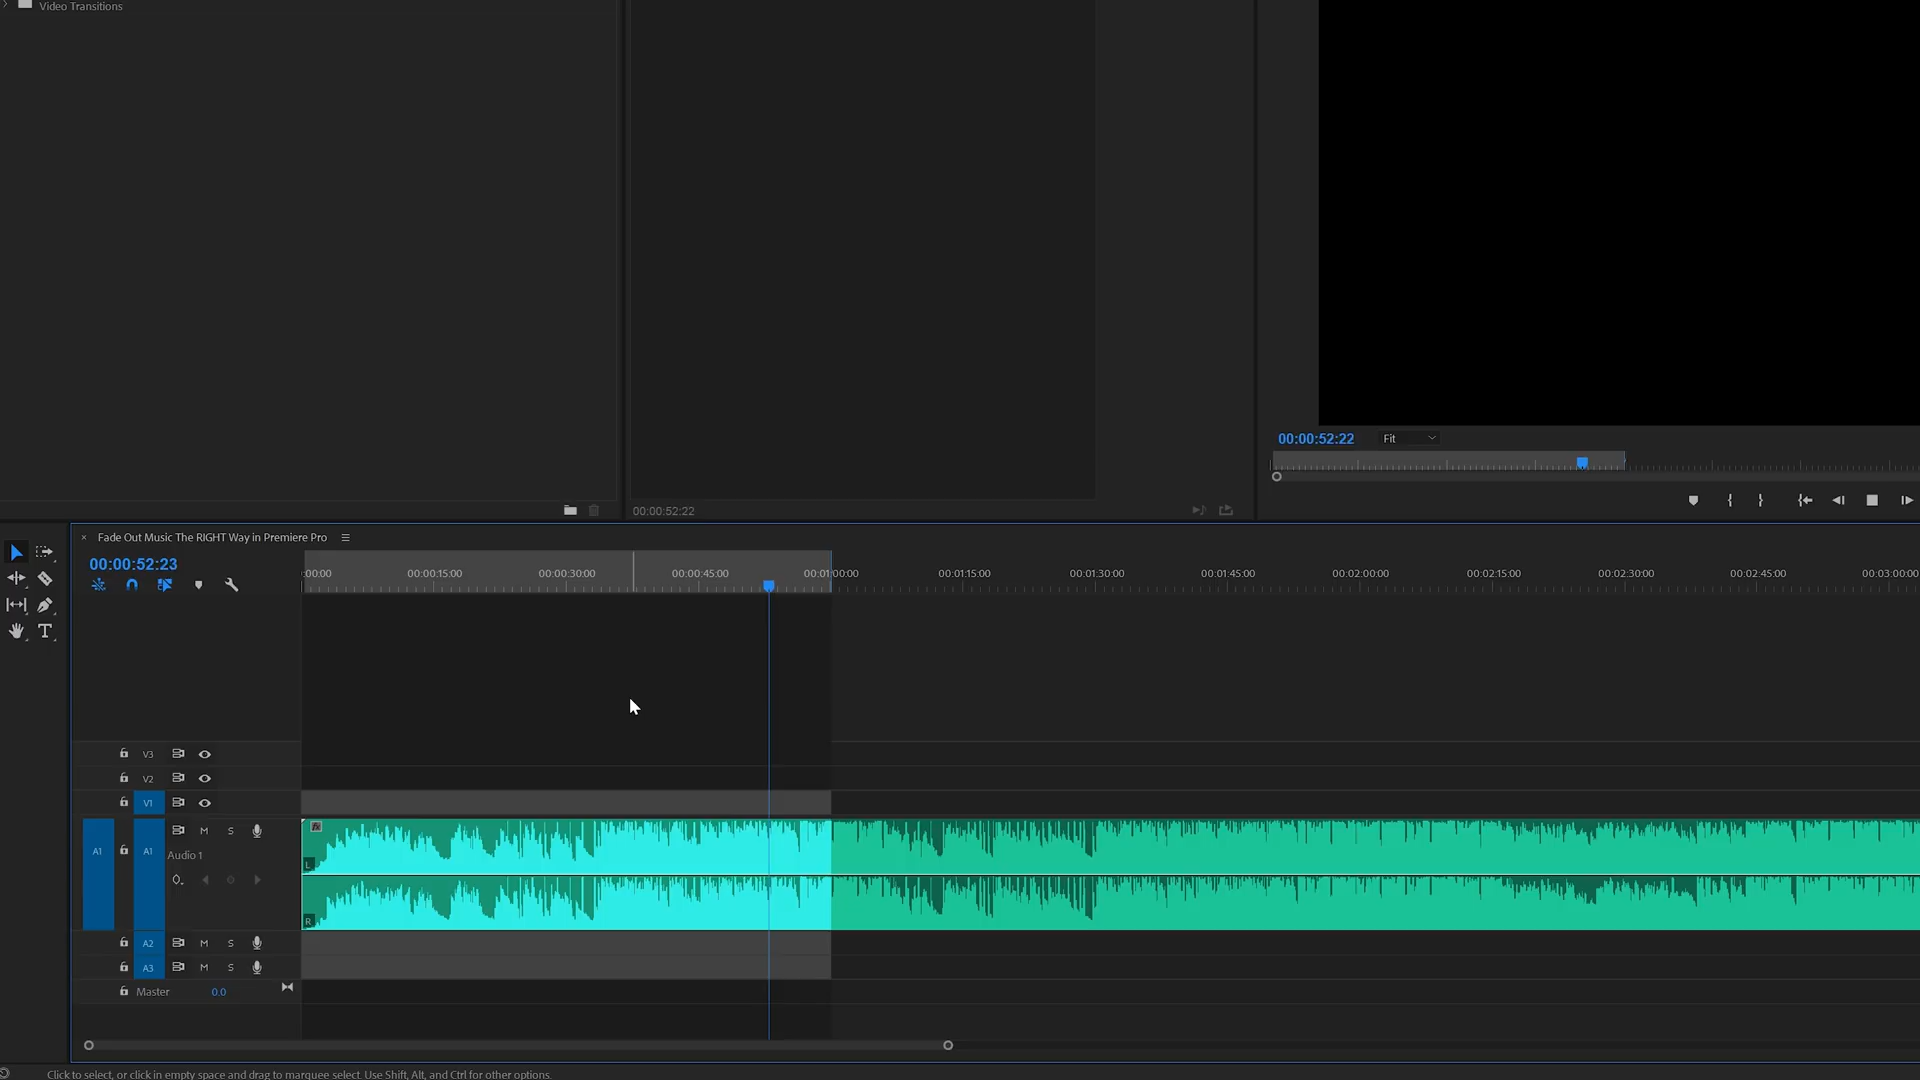 Video Transitions
00:00:52:22
Fit
00:00:52:22
Fade Out Music The RIGHT Way in Premiere Pro
00:00:52:23
:00:00
00:00:15:00
00:00:30:00
00:00:45:00
00:01:00:00
00:01:15:00
00:01:30:00
00:01:45:00
00:02:00:00
00:02:15:00
00:02:30:00
00:02:45:00
00:03:00:00
T
V3
V2
V1
fx
M S
A1 A1
Audio 1
L
R
A2 M S
A3 M S
Master 0.0
Click to select, or click in empty space and drag to marquee select. Use Shift, Alt, and Ctrl for other options.